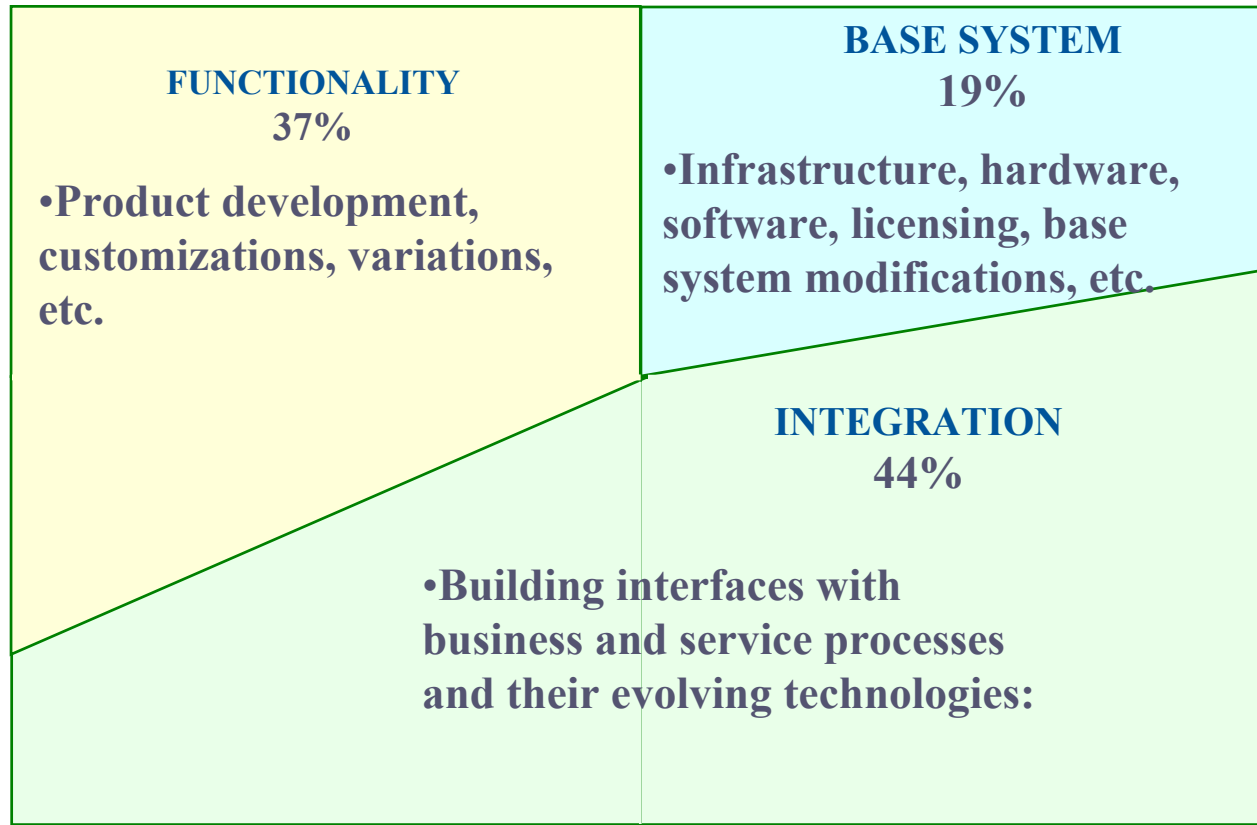 FUNCTIONALITY
37%
•Product development,
customizations, variations,
etc.
BASE SYSTEM
19%
•Infrastructure, hardware,
software, licensing, base
system modifications, etc.
INTEGRATION
44%
•Building interfaces with
business and service processes
and their evolving technologies: